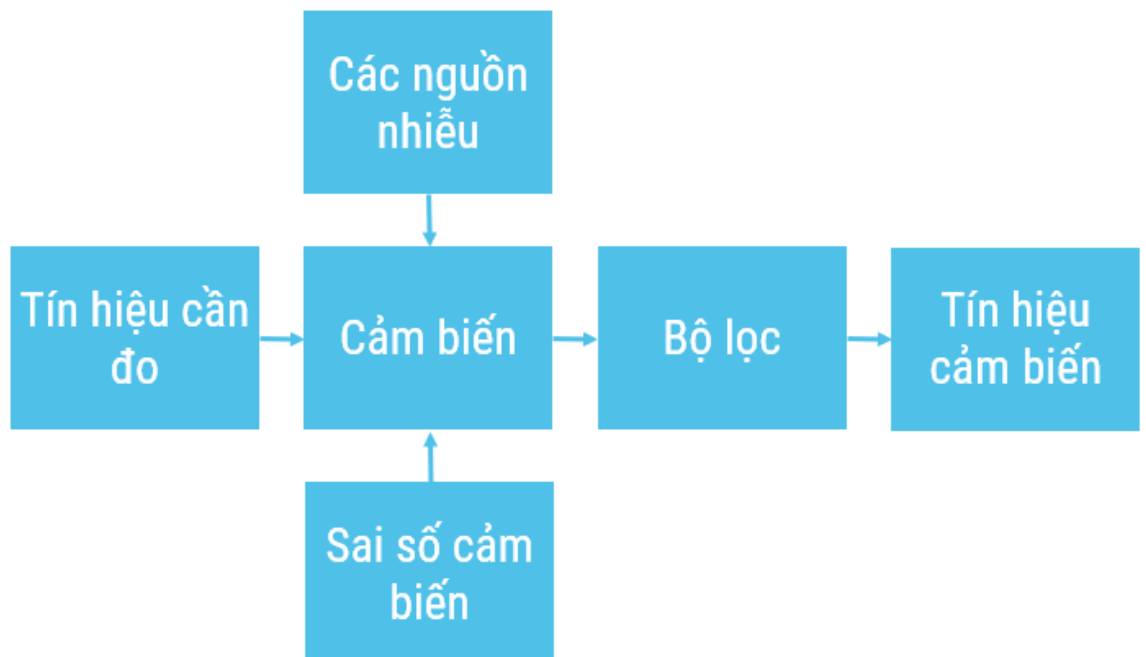 Các nguồn
nhiễu
Tín hiệu cần
đo
Cảm biến
Bộ lọc
Tín hiệu
cảm biến
Sai số cảm
biến